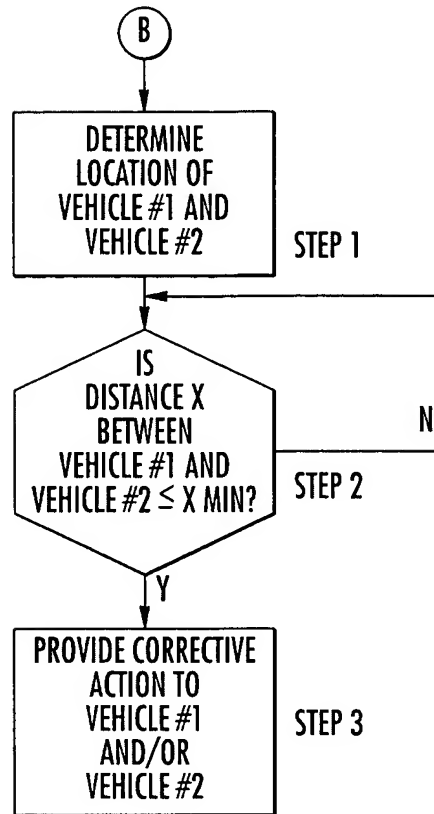 B
DETERMINE
LOCATION OF
VEHICLE #1 AND
VEHICLE #2
STEP 1
IS
DISTANCE X
BETWEEN
VEHICLE #1 AND
VEHICLE #2 ≤ X MIN?
N
STEP 2
Y
PROVIDE CORRECTIVE
ACTION TO
VEHICLE #1
AND/OR
VEHICLE #2
STEP 3